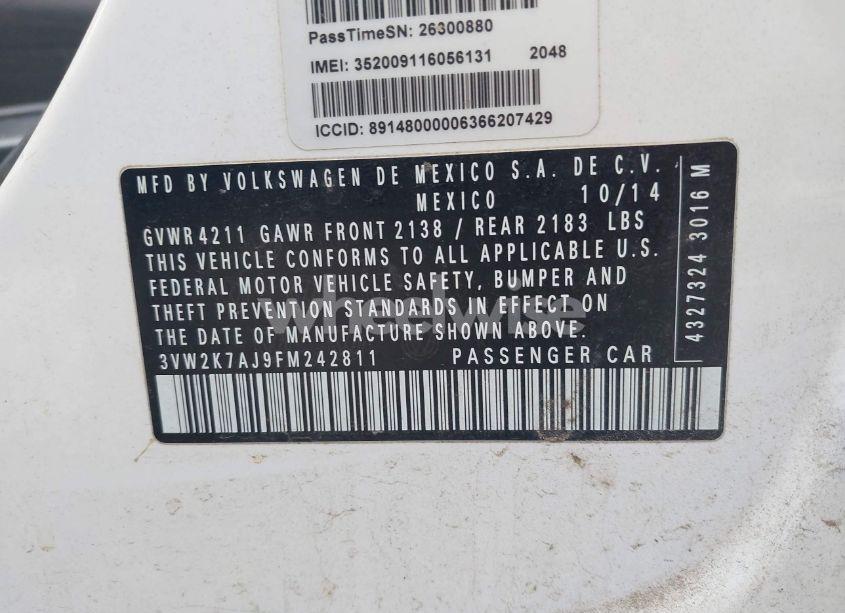 PassTimeSN: 26300880
IMEI: 352009116056131 2048
ICCID: 89148000006366207429
MFD BY VOLKSWAGEN DE MEXICO S.A. DE C.V.
MEXICO 10/14
GVWR 4211 GAWR FRONT 2138 / REAR 2183 LBS
THIS VEHICLE CONFORMS TO ALL APPLICABLE U.S.
FEDERAL MOTOR VEHICLE SAFETY, BUMPER AND
THEFT PREVENTION STANDARDS IN EFFECT ON
THE DATE OF MANUFACTURE SHOWN ABOVE.
3VW2K7AJ9FM242811 PASSENGER CAR
4327324 3016 M
wheelwise